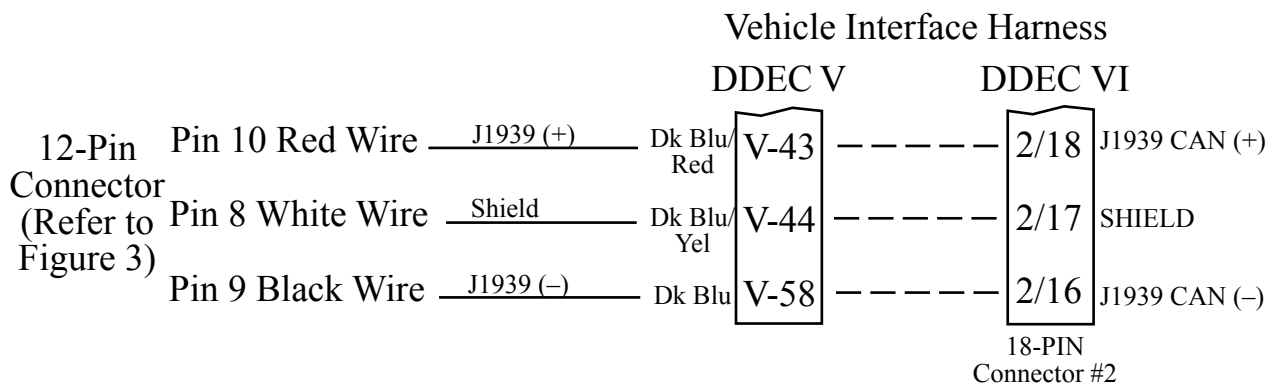 Vehicle Interface Harness
DDEC V
DDEC VI
12-Pin
Connector
(Refer to
Figure 3)
Pin 10 Red Wire
J1939 (+)
Dk Blu/
Red
V-43
2/18
J1939 CAN (+)
Pin 8 White Wire
Shield
Dk Blu/
Yel
V-44
2/17
SHIELD
Pin 9 Black Wire
J1939 (–)
Dk Blu
V-58
2/16
J1939 CAN (–)
18-PIN
Connector #2